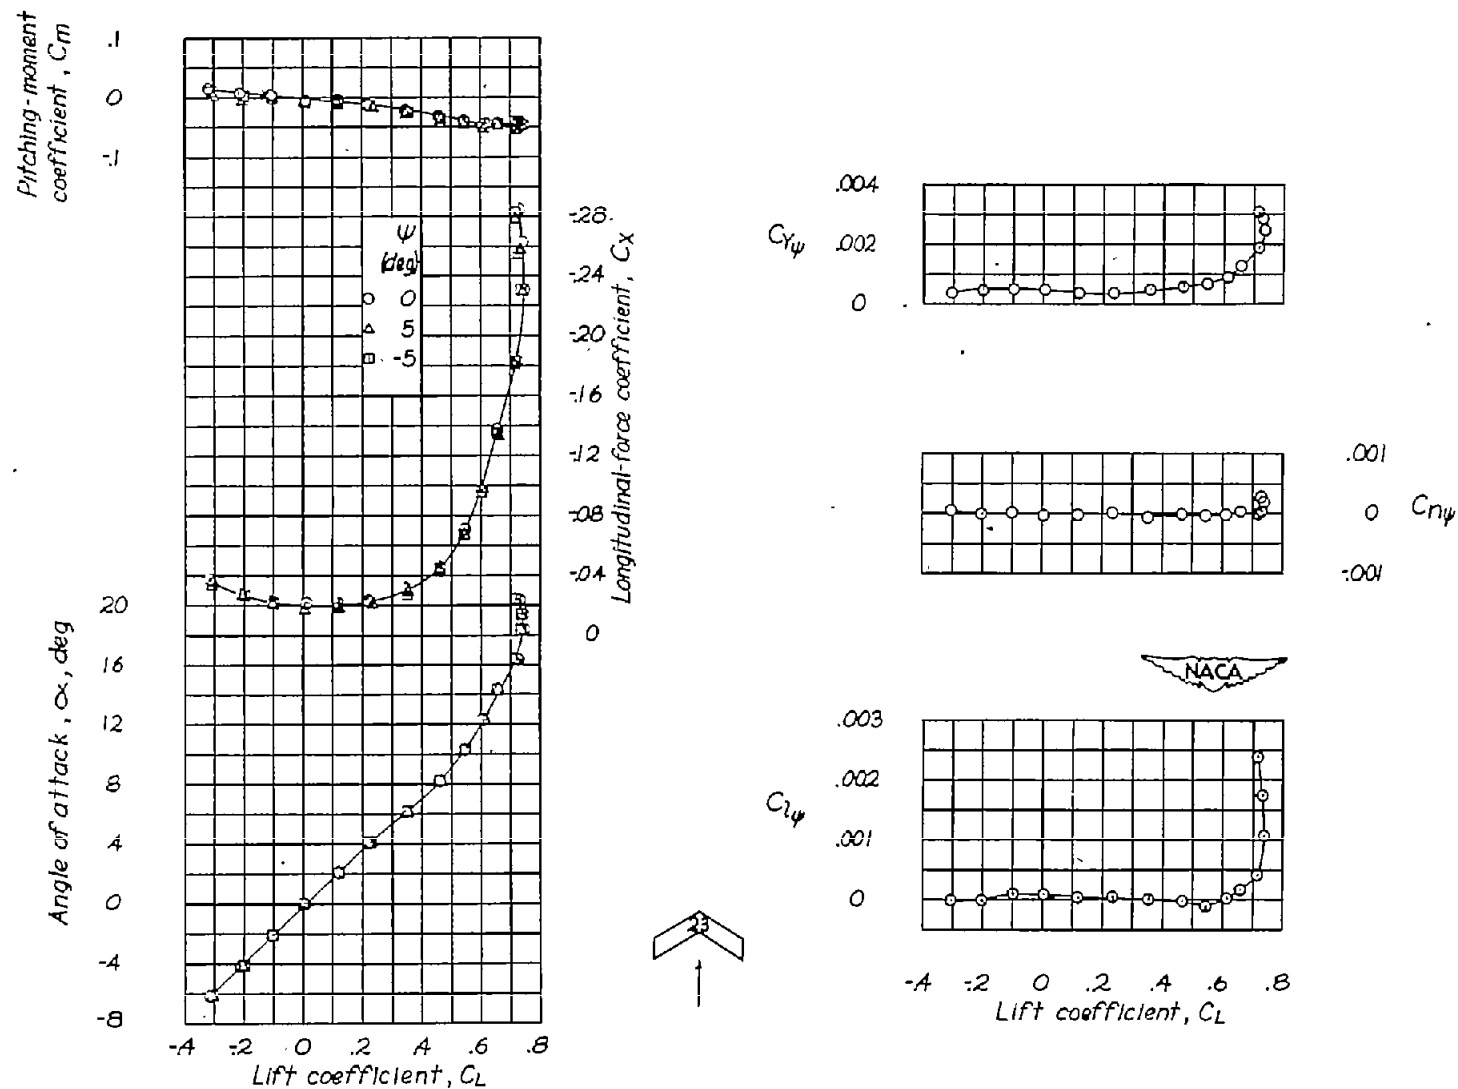 Pitching-moment
coefficient, Cm
.1
0
-.1
ψ
(deg)
0
5
-5
-.28
-.24
-.20
-.16
-.12
-.08
-.04
0
Longitudinal-force coefficient, CX
Angle of attack, α, deg
20
16
12
8
4
0
-4
-8
-.4 -.2 0 .2 .4 .6 .8
Lift coefficient, CL
23
CYψ
.004
.002
0
.001
0
-.001
Cnψ
NACA
Clψ
.003
.002
.001
0
-.4 -.2 0 .2 .4 .6 .8
Lift coefficient, CL